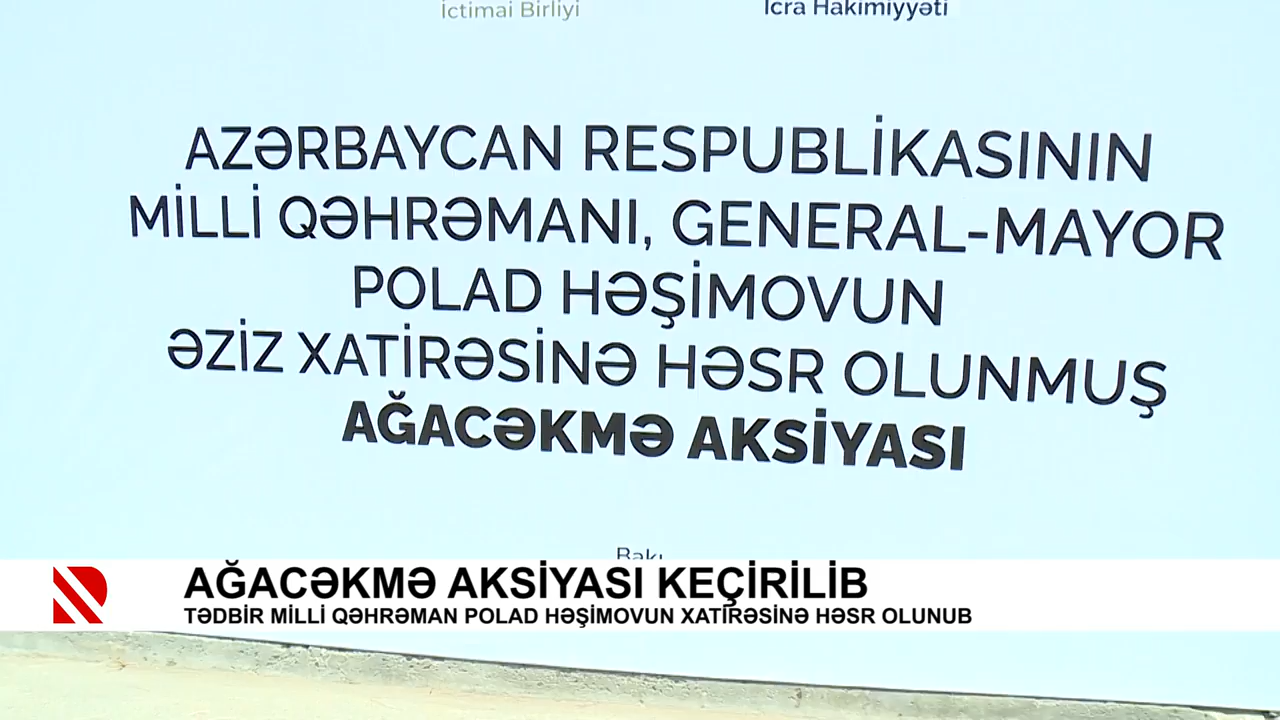 İctimai Birliyi
İcra Hakimiyyəti
AZƏRBAYCAN RESPUBLİKASININ
MİLLİ QƏHRƏMANI, GENERAL-MAYOR
POLAD HƏŞİMOVUN
ƏZİZ XATİRƏSİNƏ HƏSR OLUNMUŞ
AĞACƏKMƏ AKSİYASI
Bakı
AĞACƏKMƏ AKSİYASI KEÇİRİLİB
TƏDBİR MİLLİ QƏHRƏMAN POLAD HƏŞİMOVUN XATİRƏSİNƏ HƏSR OLUNUB